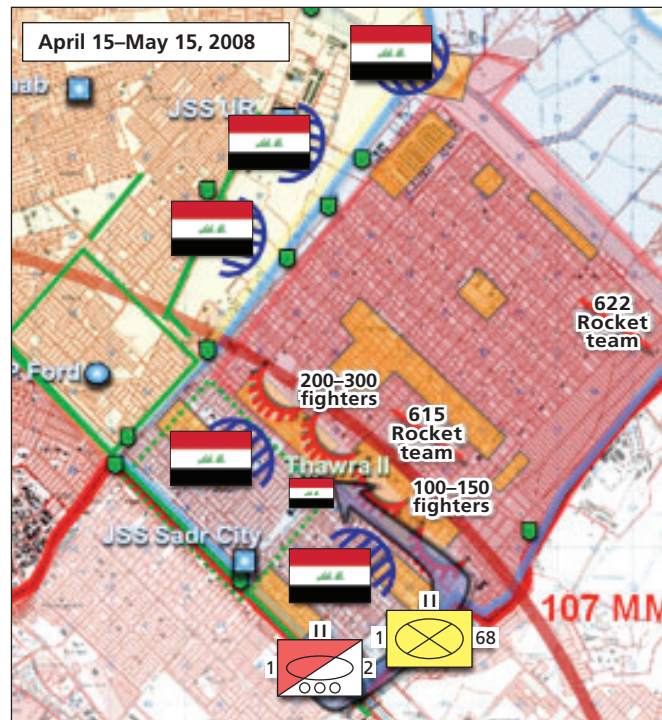 April 15–May 15, 2008
JSS UR
622
Rocket
team
Ford
200–300
fighters
615
Rocket
team
Thawra II
100–150
fighters
JSS Sadr City
107 MM
II
1
68
II
1
2